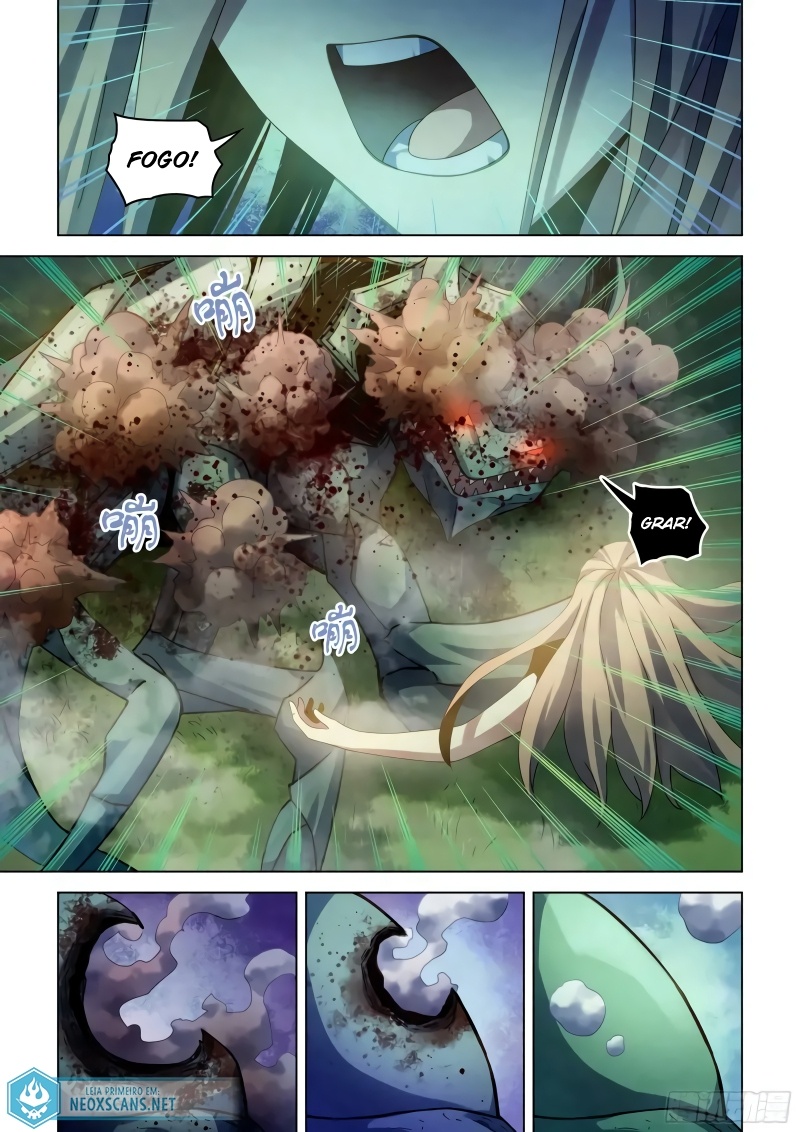 FOGO!
嘣
GRAR!
嘣
嘣
LEIA PRIMEIRO EM:
NEOXSCANS.NET